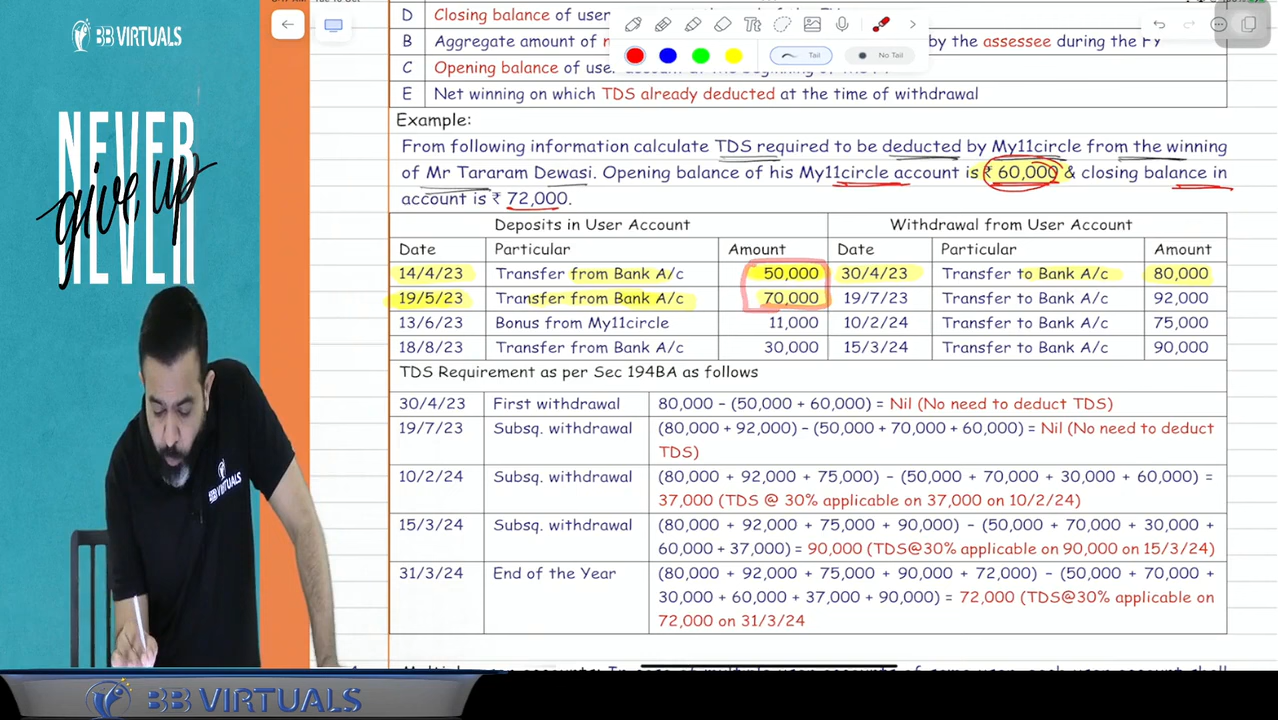 BB VIRTUALS
NEVER
give up
NEVER
D Closing balance of user
B Aggregate amount of by the assessee during the FY
C Opening balance of user account at the beginning of the FY
E Net winning on which TDS already deducted at the time of withdrawal
Tt
Tail
No Tail
Example:
From following information calculate TDS required to be deducted by My11circle from the winning
of Mr Tararam Dewasi. Opening balance of his My11circle account is ₹ 60,000 & closing balance in
account is ₹ 72,000.
Deposits in User Account Withdrawal from User Account
Date Particular Amount Date Particular Amount
14/4/23 Transfer from Bank A/c 50,000 30/4/23 Transfer to Bank A/c 80,000
19/5/23 Transfer from Bank A/c 70,000 19/7/23 Transfer to Bank A/c 92,000
13/6/23 Bonus from My11circle 11,000 10/2/24 Transfer to Bank A/c 75,000
18/8/23 Transfer from Bank A/c 30,000 15/3/24 Transfer to Bank A/c 90,000
TDS Requirement as per Sec 194BA as follows
30/4/23 First withdrawal 80,000 – (50,000 + 60,000) = Nil (No need to deduct TDS)
19/7/23 Subsq. withdrawal (80,000 + 92,000) – (50,000 + 70,000 + 60,000) = Nil (No need to deduct
TDS)
10/2/24 Subsq. withdrawal (80,000 + 92,000 + 75,000) – (50,000 + 70,000 + 30,000 + 60,000) =
37,000 (TDS @ 30% applicable on 37,000 on 10/2/24)
15/3/24 Subsq. withdrawal (80,000 + 92,000 + 75,000 + 90,000) – (50,000 + 70,000 + 30,000 +
60,000 + 37,000) = 90,000 (TDS@30% applicable on 90,000 on 15/3/24)
31/3/24 End of the Year (80,000 + 92,000 + 75,000 + 90,000 + 72,000) – (50,000 + 70,000 +
30,000 + 60,000 + 37,000 + 90,000) = 72,000 (TDS@30% applicable on
72,000 on 31/3/24
BB VIRTUALS
BB VIRTUALS